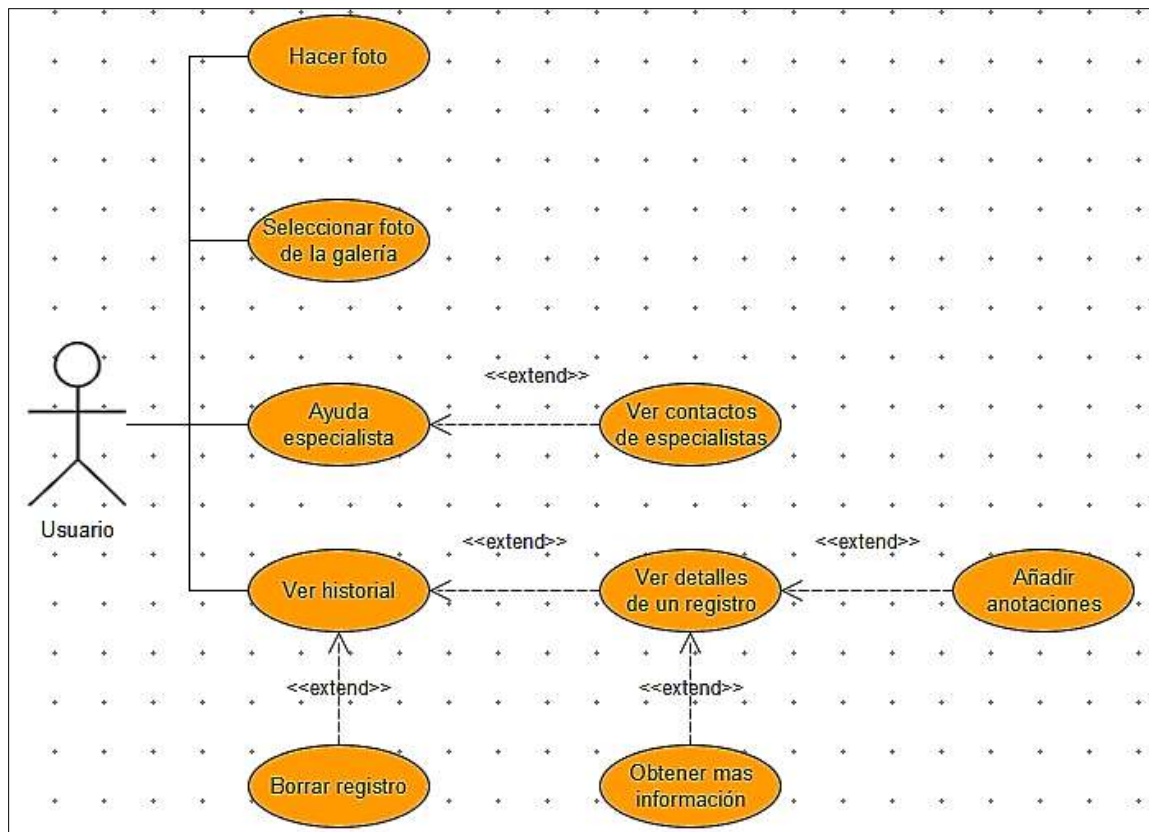 Hacer foto
Seleccionar foto
de la galería
<<extend>>
Ayuda
especialista
Ver contactos
de especialistas
Usuario
<<extend>>
<<extend>>
Ver historial
Ver detalles
de un registro
Añadir
anotaciones
<<extend>>
<<extend>>
Borrar registro
Obtener mas
información